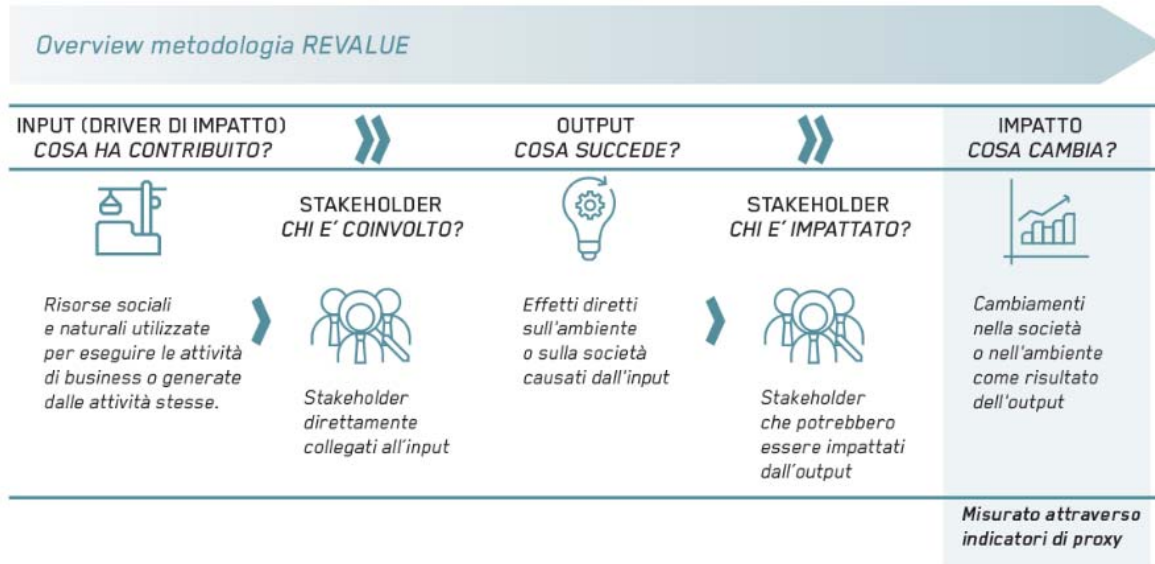 Overview metodologia REVALUE
INPUT (DRIVER DI IMPATTO)
COSA HA CONTRIBUITO?
OUTPUT
COSA SUCCEDE?
IMPATTO
COSA CAMBIA?
Risorse sociali
e naturali utilizzate
per eseguire le attività
di business o generate
dalle attività stesse.
STAKEHOLDER
CHI E´ COINVOLTO?
Stakeholder
direttamente
collegati all´input
Effetti diretti
sull'ambiente
o sulla società
causati dall'input
STAKEHOLDER
CHI E´ IMPATTATO?
Stakeholder
che potrebbero
essere impattati
dall´output
Cambiamenti
nella società
o nell'ambiente
come risultato
dell'output
Misurato attraverso
indicatori di proxy